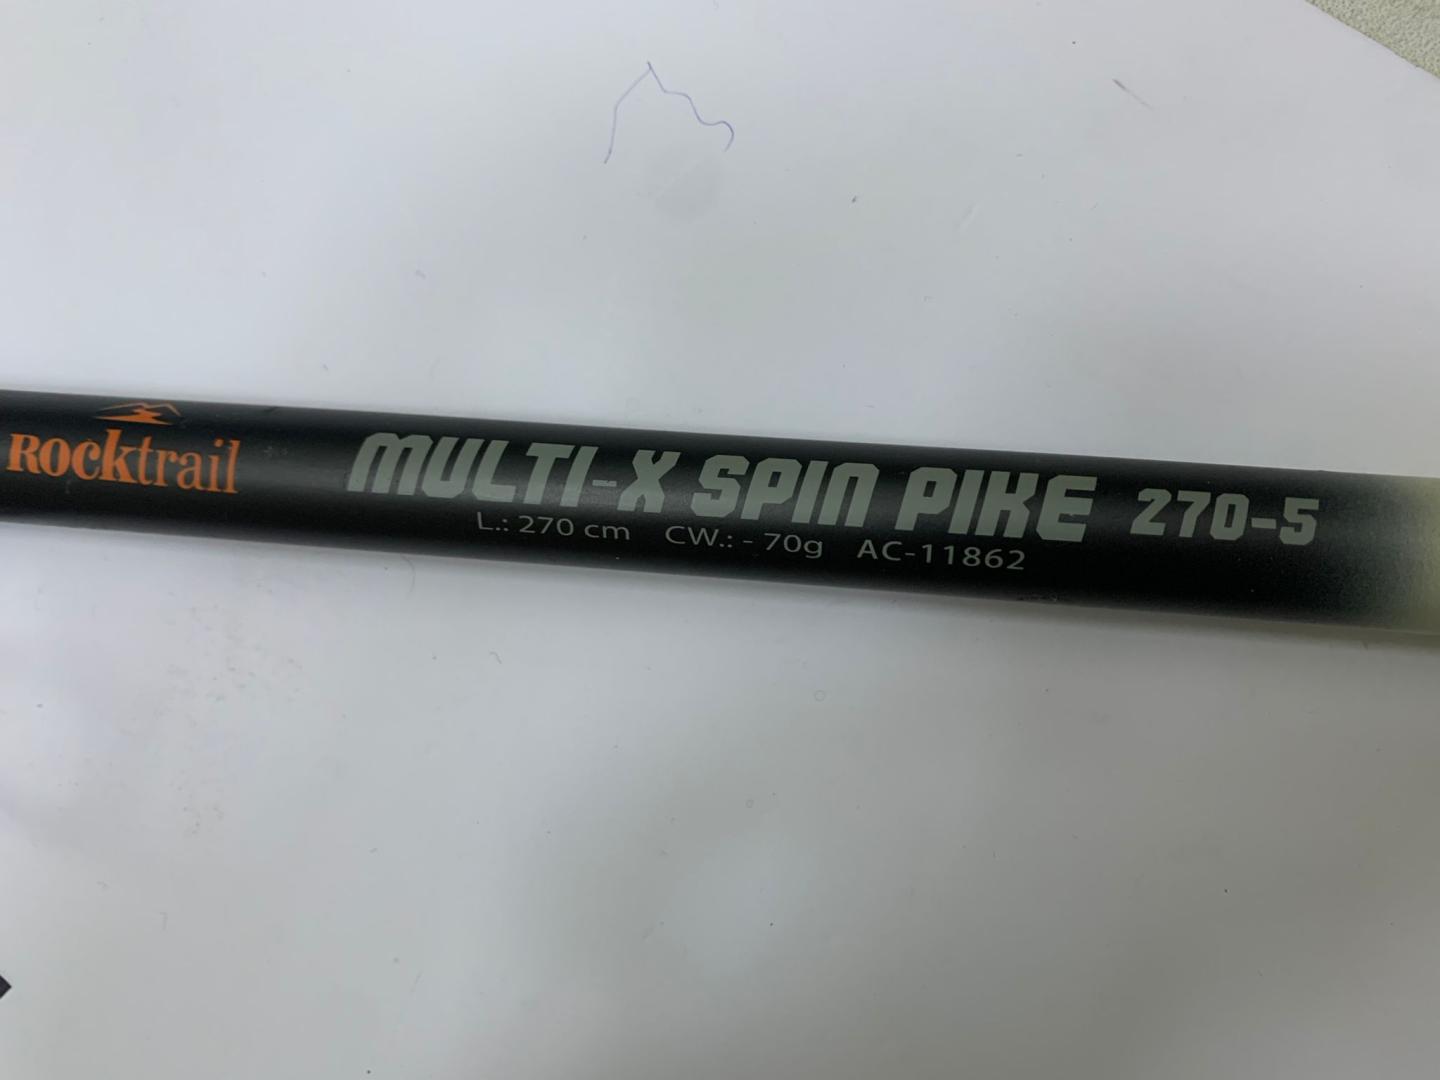 Rocktrail
MULTI-X SPIN PIKE 270-5
L.: 270 cm CW.: - 70g AC-11862